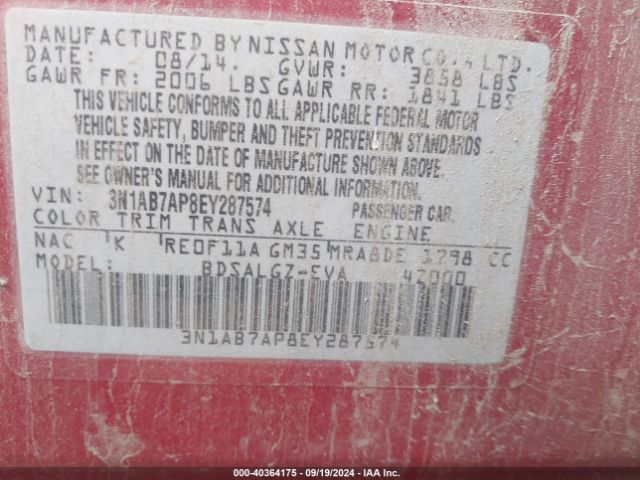 MANUFACTURED BY NISSAN MOTOR CO., LTD.
DATE: 08/14. GVWR: 3858 LBS
GAWR FR: 2006 LBS GAWR RR: 1841 LBS
THIS VEHICLE CONFORMS TO ALL APPLICABLE FEDERAL MOTOR
VEHICLE SAFETY, BUMPER AND THEFT PREVENTION STANDARDS
IN EFFECT ON THE DATE OF MANUFACTURE SHOWN ABOVE.
SEE OWNER'S MANUAL FOR ADDITIONAL INFORMATION.
VIN: 3N1AB7AP8EY287574 PASSENGER CAR
COLOR TRIM TRANS AXLE ENGINE
NAC K RE0F11A GM35 MRA8DE 1798 CC
MODEL: BDSALGZ-EVA 42000
3N1AB7AP8EY287574
000-40364175 - 09/19/2024 - IAA Inc.